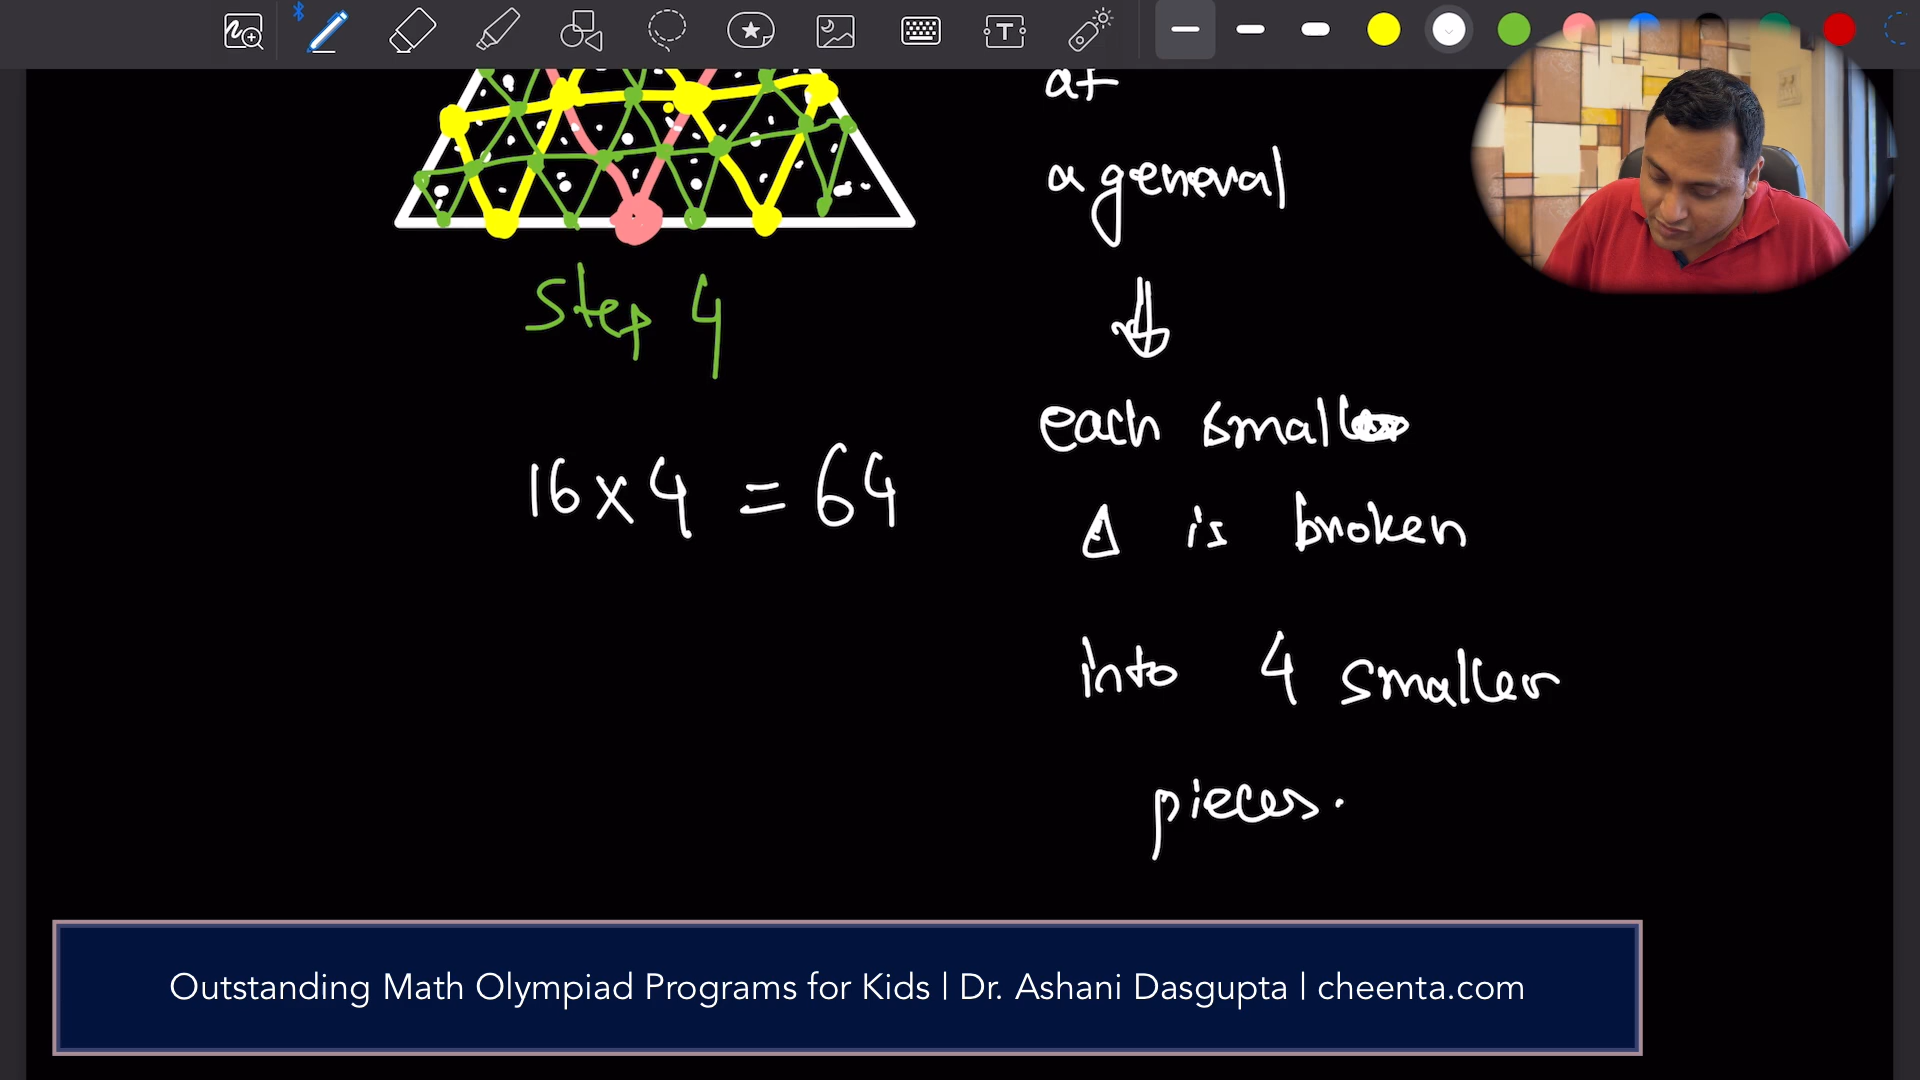 at
a general
Step 4
each small
16 x 4 = 64
Δ is broken
into 4 smaller
pieces.
Outstanding Math Olympiad Programs for Kids | Dr. Ashani Dasgupta | cheenta.com